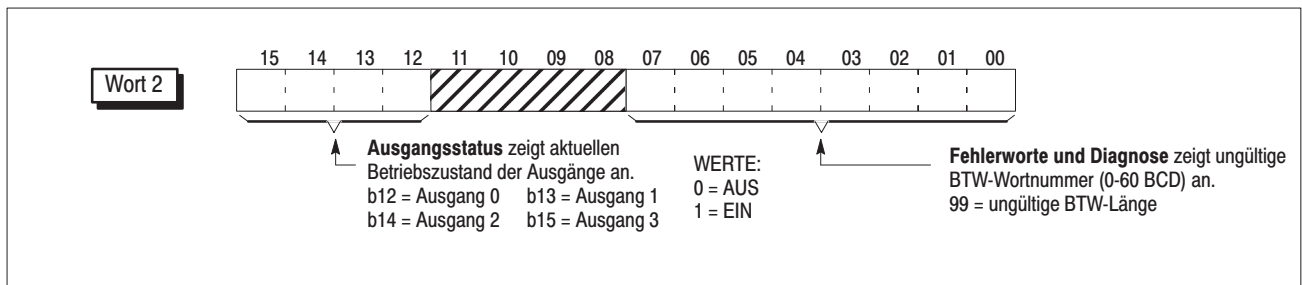 15 14 13 12 11 10 09 08 07 06 05 04 03 02 01 00
Wort 2
Ausgangsstatus zeigt aktuellen
Betriebszustand der Ausgänge an.
b12 = Ausgang 0 b13 = Ausgang 1
b14 = Ausgang 2 b15 = Ausgang 3
WERTE:
0 = AUS
1 = EIN
Fehlerworte und Diagnose zeigt ungültige
BTW-Wortnummer (0-60 BCD) an.
99 = ungültige BTW-Länge